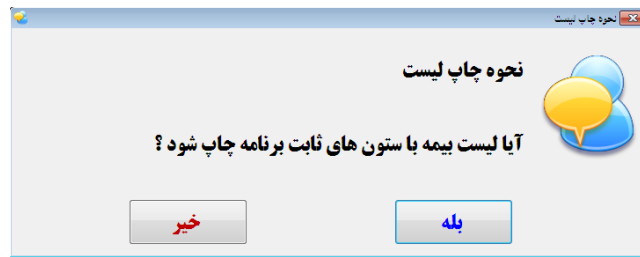 نحوه چاپ لیست
نحوه چاپ لیست
آیا لیست بیمه با ستون های ثابت برنامه چاپ شود ؟
بله
خیر